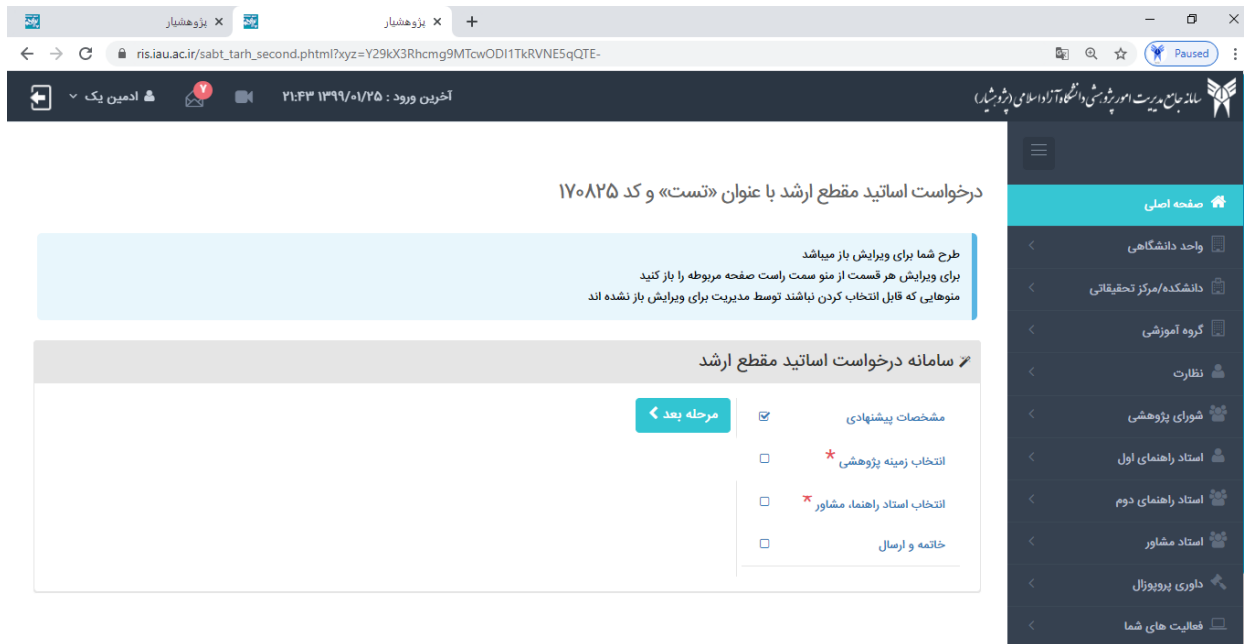 پژوهشیار
پژوهشیار
ris.iau.ac.ir/sabt_tarh_second.phtml?xyz=Y29kX3Rhcmg9MTcwODI1TkRVNE5qQTE-
Paused
سامانه جامع مدیریت امور پژوهشی دانشگاه آزاد اسلامی (پژوهشیار)
آخرین ورود : ۱۳۹۹/۰۱/۲۵ ۲۱:۴۳
۷
ادمین یک
صفحه اصلی
واحد دانشگاهی
دانشکده/مرکز تحقیقاتی
گروه آموزشی
نظارت
شورای پژوهشی
استاد راهنمای اول
استاد راهنمای دوم
استاد مشاور
داوری پروپوزال
فعالیت های شما
درخواست اساتید مقطع ارشد با عنوان «تست» و کد ۱۷۰۸۲۵
طرح شما برای ویرایش باز میباشد
برای ویرایش هر قسمت از منو سمت راست صفحه مربوطه را باز کنید
منوهایی که قابل انتخاب کردن نباشند توسط مدیریت برای ویرایش باز نشده اند
سامانه درخواست اساتید مقطع ارشد
مشخصات پیشنهادی
انتخاب زمینه پژوهشی *
انتخاب استاد راهنما، مشاور *
خاتمه و ارسال
مرحله بعد